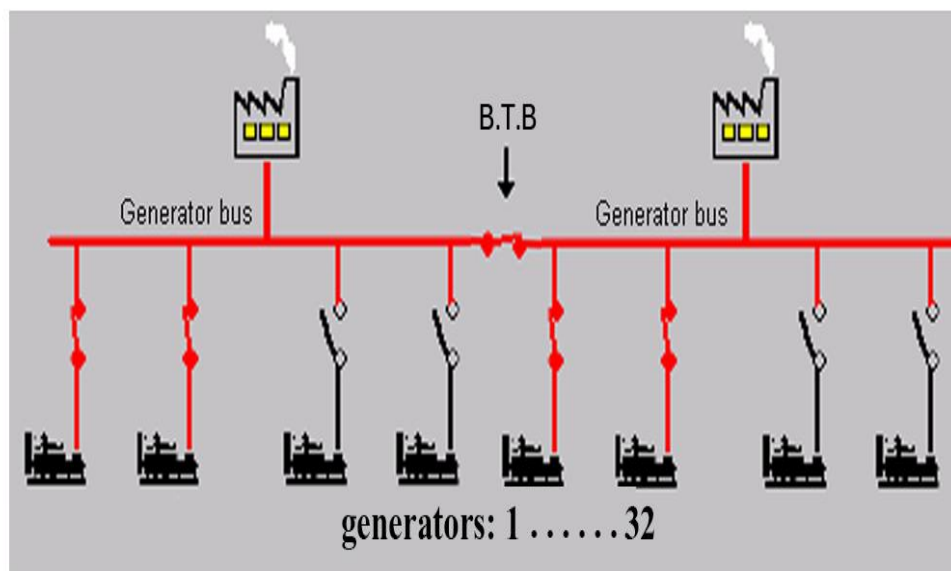 B.T.B
Generator bus
Generator bus
generators: 1 . . . . . . 32